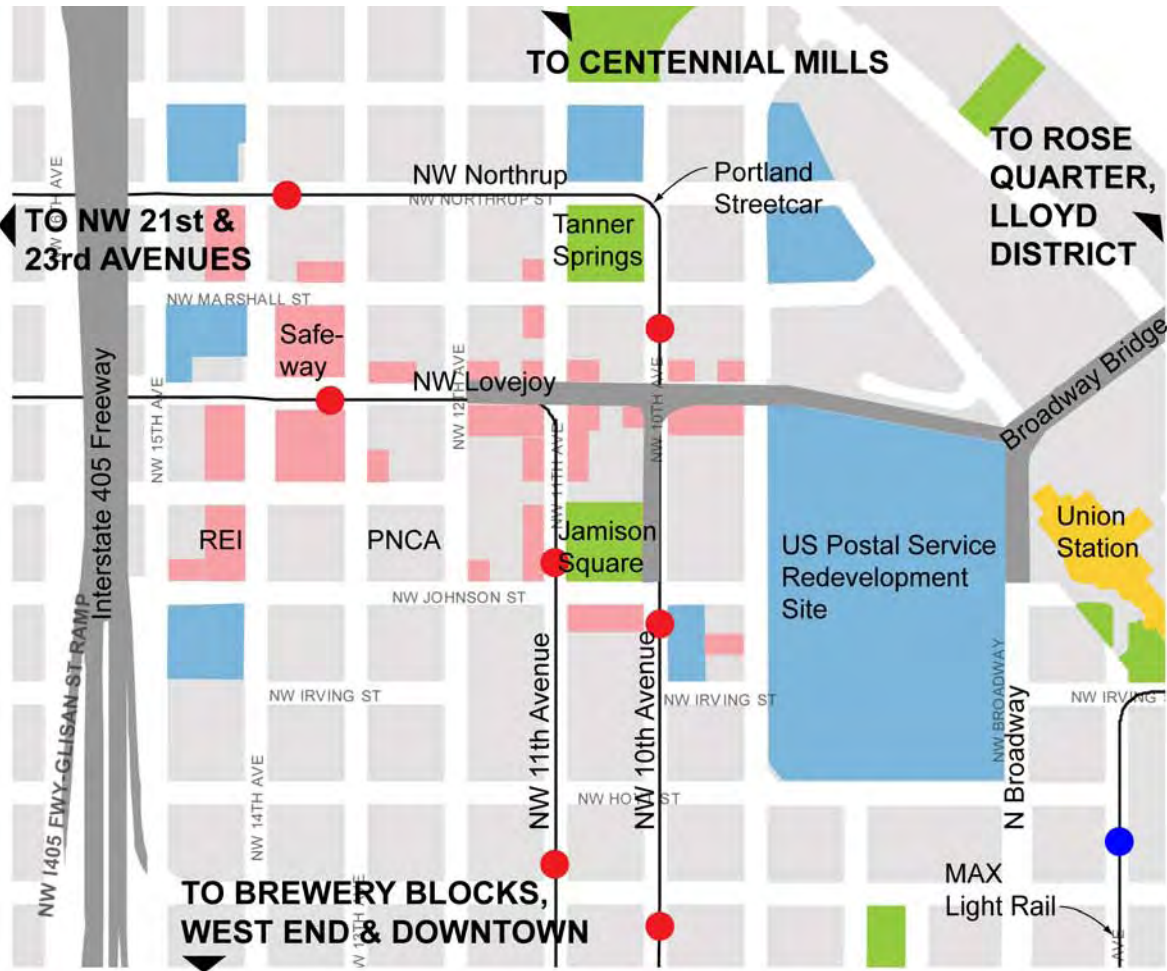 TO CENTENNIAL MILLS
TO ROSE
QUARTER,
LLOYD
DISTRICT
NW Northrup
NW NORTHRUP ST
Portland
Streetcar
TO NW 21st &
23rd AVENUES
Tanner
Springs
NW MARSHALL ST
Safe-
way
NW Lovejoy
NW 15TH AVE
NW 12TH AVE
NW 11TH AVE
NW 10TH AVE
Broadway Bridge
Interstate 405 Freeway
REI
PNCA
Jamison
Square
US Postal Service
Redevelopment
Site
Union
Station
NW JOHNSON ST
NW I405 FWY-GLISAN ST RAMP
NW IRVING ST
NW IRVING ST
NW IRVING
NW 11th Avenue
NW 10th Avenue
NW BROADWAY
N Broadway
NW 14TH AVE
NW HOYT ST
NW 13TH AVE
TO BREWERY BLOCKS,
WEST END & DOWNTOWN
MAX
Light Rail
AVE